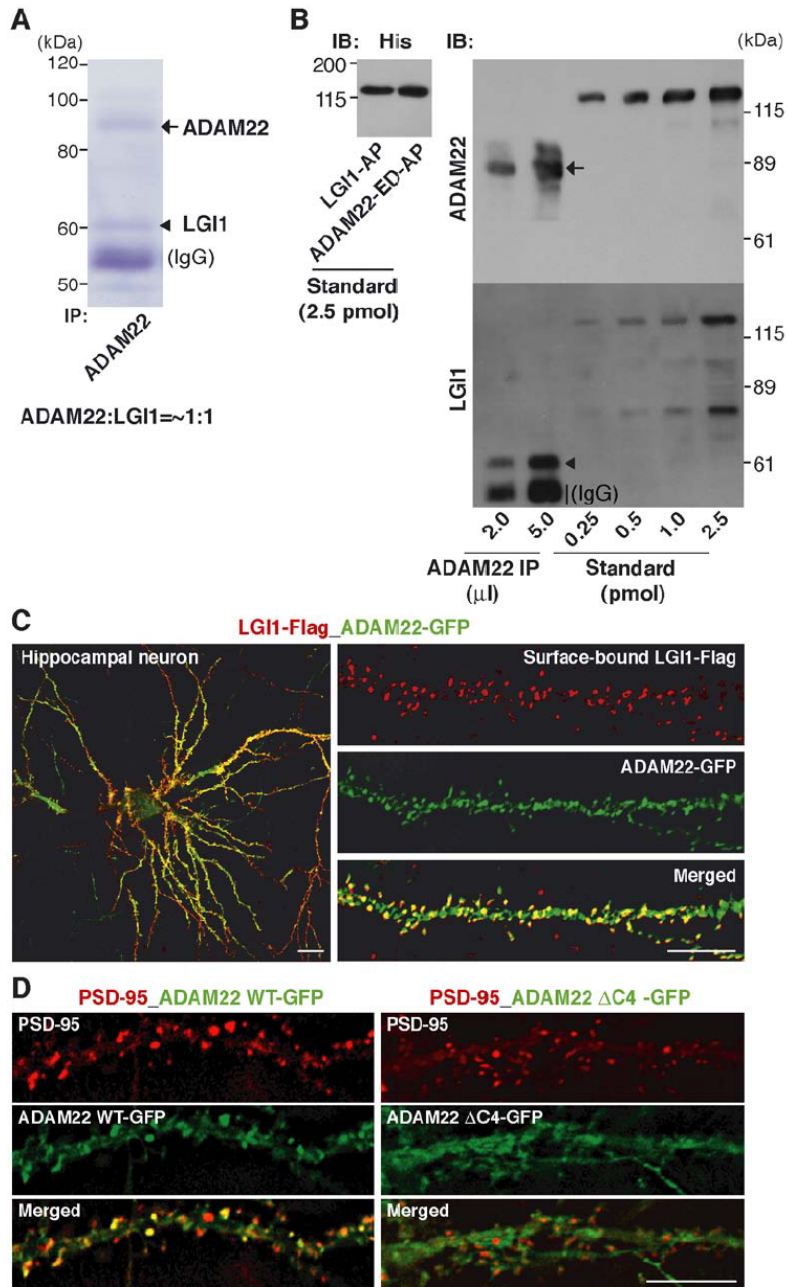 A
(kDa)
120
100
80
60
50
ADAM22
LGI1
(IgG)
IP:
ADAM22
ADAM22:LGI1=~1:1
B
IB: His
200
115
LGI1-AP
ADAM22-ED-AP
Standard
(2.5 pmol)
IB:
(kDa)
ADAM22
115
89
61
LGI1
115
89
61
(IgG)
2.0 5.0 0.25 0.5 1.0 2.5
ADAM22 IP Standard
(µl) (pmol)
C
LGI1-Flag_ADAM22-GFP
Hippocampal neuron
Surface-bound LGI1-Flag
ADAM22-GFP
Merged
D
PSD-95_ADAM22 WT-GFP
PSD-95_ADAM22 ΔC4 -GFP
PSD-95
PSD-95
ADAM22 WT-GFP
ADAM22 ΔC4-GFP
Merged
Merged